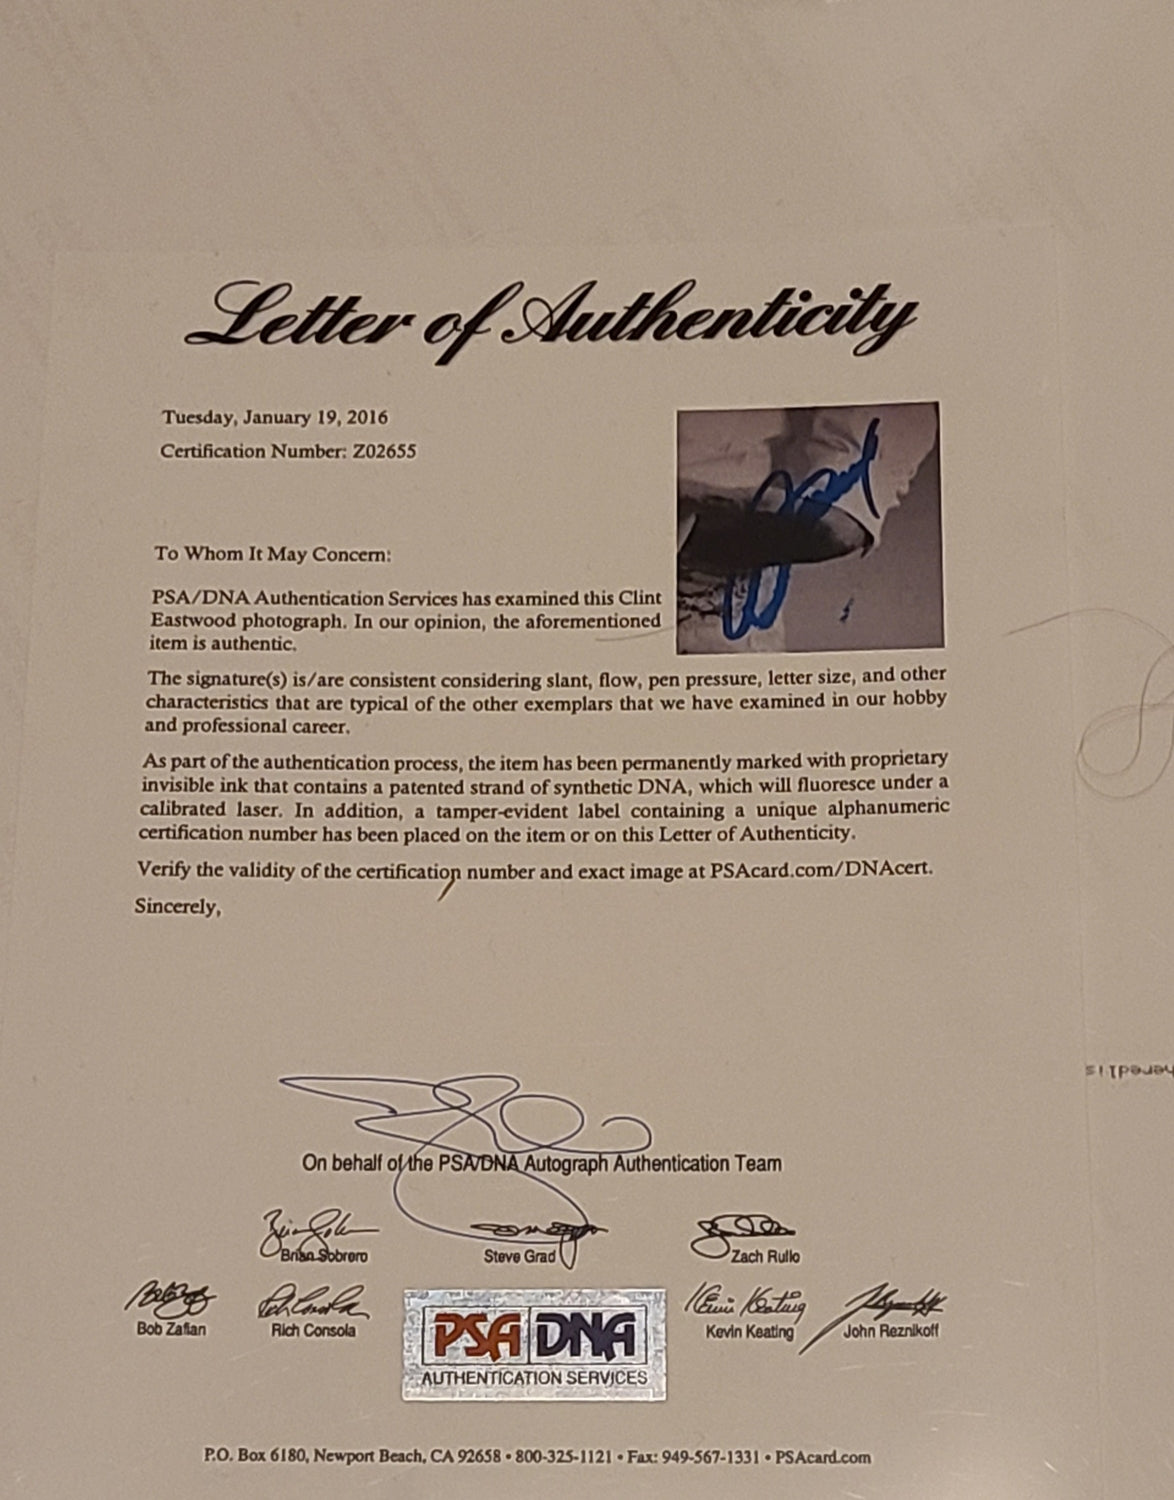 Letter of Authenticity
Tuesday, January 19, 2016
Certification Number: Z02655
To Whom It May Concern:
PSA/DNA Authentication Services has examined this Clint
Eastwood photograph. In our opinion, the aforementioned
item is authentic.
The signature(s) is/are consistent considering slant, flow, pen pressure, letter size, and other
characteristics that are typical of the other exemplars that we have examined in our hobby
and professional career.
As part of the authentication process, the item has been permanently marked with proprietary
invisible ink that contains a patented strand of synthetic DNA, which will fluoresce under a
calibrated laser. In addition, a tamper-evident label containing a unique alphanumeric
certification number has been placed on the item or on this Letter of Authenticity.
Verify the validity of the certification number and exact image at PSAcard.com/DNAcert.
Sincerely,
On behalf of the PSA/DNA Autograph Authentication Team
Brian Sobrero
Steve Grad
Zach Rullo
Bob Zafian
Rich Consola
Kevin Keating
John Reznikoff
PSA DNA
AUTHENTICATION SERVICES
P.O. Box 6180, Newport Beach, CA 92658 • 800-325-1121 • Fax: 949-567-1331 • PSAcard.com